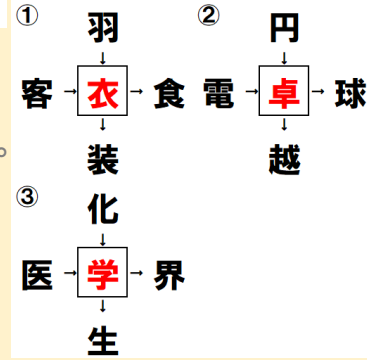 ① 羽 ② 円
客 → 衣 → 食 電 → 卓 → 球
装 越
③ 化
医 → 学 → 界
生